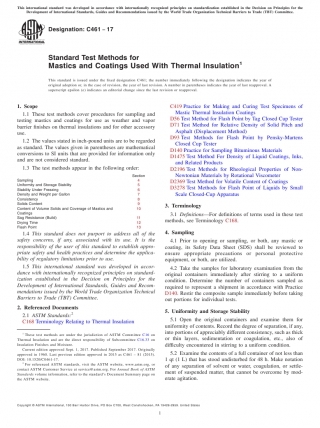 This international standard was developed in accordance with internationally recognized principles on standardization established in the Decision on Principles for the
Development of International Standards, Guides and Recommendations issued by the World Trade Organization Technical Barriers to Trade (TBT) Committee.
Designation: C461 − 17
INTERNATIONAL
Standard Test Methods for
Mastics and Coatings Used With Thermal Insulation1
This standard is issued under the fixed designation C461; the number immediately following the designation indicates the year of
original adoption or, in the case of revision, the year of last revision. A number in parentheses indicates the year of last reapproval. A
superscript epsilon (ε) indicates an editorial change since the last revision or reapproval.
1. Scope
1.1 These test methods cover procedures for sampling and
testing mastics and coatings for use as weather and vapor
barrier finishes on thermal insulations and for other accessory
use.
1.2 The values stated in inch-pound units are to be regarded
as standard. The values given in parentheses are mathematical
conversions to SI units that are provided for information only
and are not considered standard.
1.3 The test methods appear in the following order:
Section
Sampling 4
Uniformity and Storage Stability 5
Stability Under Freezing 6
Density and Weight per Gallon 7
Consistency 8
Solids Content 9
Content of Volume Solids and Coverage of Mastics and 10
Coatings
Sag Resistance (Build) 11
Drying Time 12
Flash Point 13
1.4 This standard does not purport to address all of the
safety concerns, if any, associated with its use. It is the
responsibility of the user of this standard to establish appro-
priate safety and health practices and determine the applica-
bility of regulatory limitations prior to use.
1.5 This international standard was developed in accor-
dance with internationally recognized principles on standard-
ization established in the Decision on Principles for the
Development of International Standards, Guides and Recom-
mendations issued by the World Trade Organization Technical
Barriers to Trade (TBT) Committee.
2. Referenced Documents
2.1 ASTM Standards:2
C168 Terminology Relating to Thermal Insulation
1 These test methods are under the jurisdiction of ASTM Committee C16 on
Thermal Insulation and are the direct responsibility of Subcommittee C16.33 on
Insulation Finishes and Moisture.
Current edition approved Sept. 1, 2017. Published September 2017. Originally
approved in 1960. Last previous edition approved in 2015 as C461 – 81 (2015).
DOI: 10.1520/C0461-17.
2 For referenced ASTM standards, visit the ASTM website, www.astm.org, or
contact ASTM Customer Service at service@astm.org. For Annual Book of ASTM
Standards volume information, refer to the standard's Document Summary page on
the ASTM website.
C419 Practice for Making and Curing Test Specimens of
Mastic Thermal Insulation Coatings
D56 Test Method for Flash Point by Tag Closed Cup Tester
D71 Test Method for Relative Density of Solid Pitch and
Asphalt (Displacement Method)
D93 Test Methods for Flash Point by Pensky-Martens
Closed Cup Tester
D140 Practice for Sampling Bituminous Materials
D1475 Test Method For Density of Liquid Coatings, Inks,
and Related Products
D2196 Test Methods for Rheological Properties of Non-
Newtonian Materials by Rotational Viscometer
D2369 Test Method for Volatile Content of Coatings
D3278 Test Methods for Flash Point of Liquids by Small
Scale Closed-Cup Apparatus
3. Terminology
3.1 Definitions—For definitions of terms used in these test
methods, see Terminology C168.
4. Sampling
4.1 Prior to opening or sampling, or both, any mastic or
coating, its Safety Data Sheet (SDS) shall be reviewed to
ensure appropriate precautions or personal protective
equipment, or both, are utilized.
4.2 Take the samples for laboratory examination from the
original containers immediately after stirring to a uniform
condition. Determine the number of containers sampled as
required to represent a shipment in accordance with Practice
D140. Restir the composite sample immediately before taking
out portions for individual tests.
5. Uniformity and Storage Stability
5.1 Open the original containers and examine them for
uniformity of contents. Record the degree of separation, if any,
into portions of appreciably different consistency, such as thick
or thin layers, sedimentation or coagulation, etc., also of
difficulty encountered in stirring to a uniform condition.
5.2 Examine the contents of a full container of not less than
1 qt (1 L) that has stood undisturbed for 48 h. Make notation
of any separation of solvent or water, coagulation, or settle-
ment of suspended matter, that cannot be overcome by mod-
erate agitation.
Copyright © ASTM International, 100 Barr Harbor Drive, PO Box C700, West Conshohocken, PA 19428-2959. United States
1